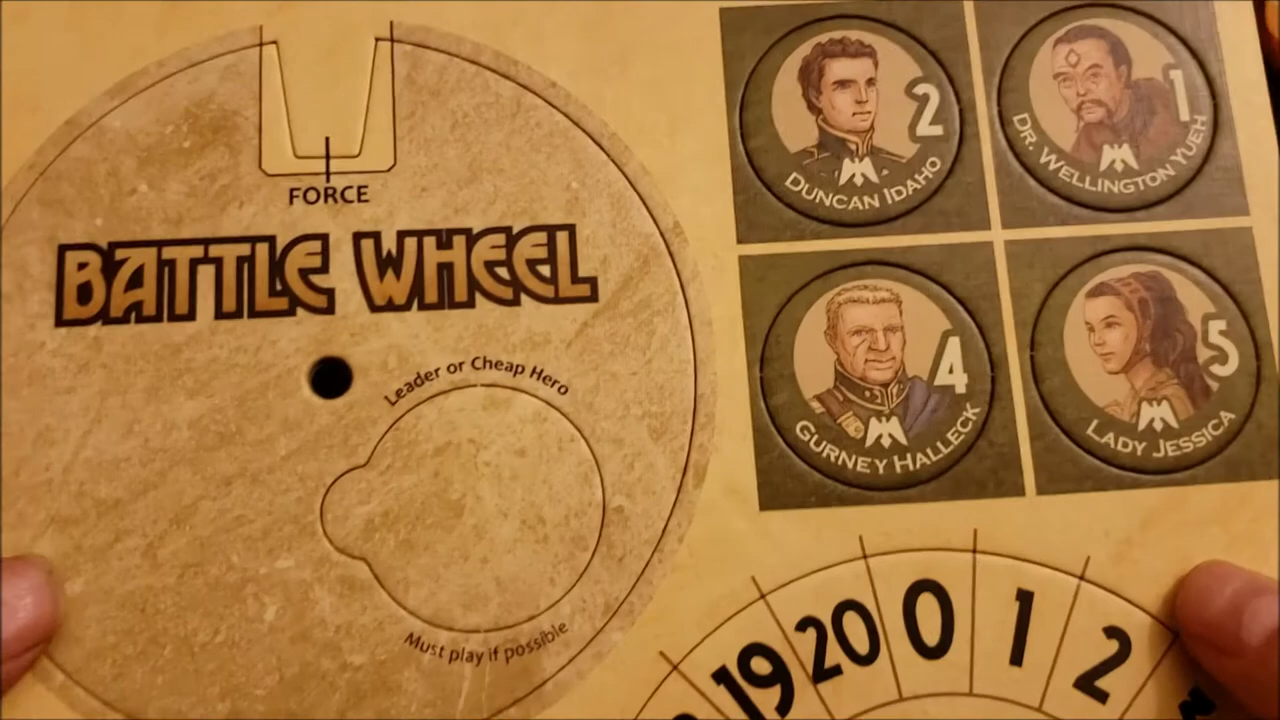 FORCE
BATTLE WHEEL
Leader or Cheap Hero
Must play if possible
2
DUNCAN IDAHO
1
DR. WELLINGTON YUEH
4
GURNEY HALLECK
5
LADY JESSICA
19 20 0 1 2